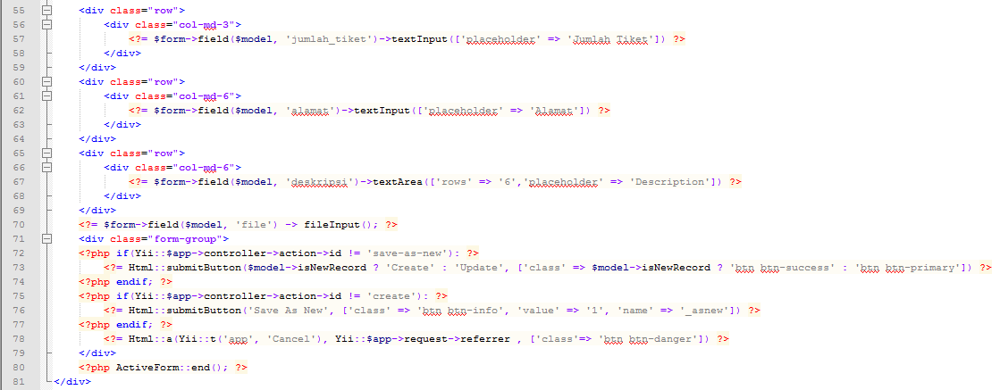 55 <div class="row">
56 <div class="col-md-3">
57 <?= $form->field($model, 'jumlah_tiket')->textInput(['placeholder' => 'Jumlah Tiket']) ?>
58 </div>
59 </div>
60 <div class="row">
61 <div class="col-md-6">
62 <?= $form->field($model, 'alamat')->textInput(['placeholder' => 'Alamat']) ?>
63 </div>
64 </div>
65 <div class="row">
66 <div class="col-md-6">
67 <?= $form->field($model, 'deskripsi')->textArea(['rows' => '6','placeholder' => 'Description']) ?>
68 </div>
69 </div>
70 <?= $form->field($model, 'file') -> fileInput(); ?>
71 <div class="form-group">
72 <?php if(Yii::$app->controller->action->id != 'save-as-new'): ?>
73 <?= Html::submitButton($model->isNewRecord ? 'Create' : 'Update', ['class' => $model->isNewRecord ? 'btn btn-success' : 'btn btn-primary']) ?>
74 <?php endif; ?>
75 <?php if(Yii::$app->controller->action->id != 'create'): ?>
76 <?= Html::submitButton('Save As New', ['class' => 'btn btn-info', 'value' => '1', 'name' => '_asnew']) ?>
77 <?php endif; ?>
78 <?= Html::a(Yii::t('app', 'Cancel'), Yii::$app->request->referrer , ['class'=> 'btn btn-danger']) ?>
79 </div>
80 <?php ActiveForm::end(); ?>
81 </div>